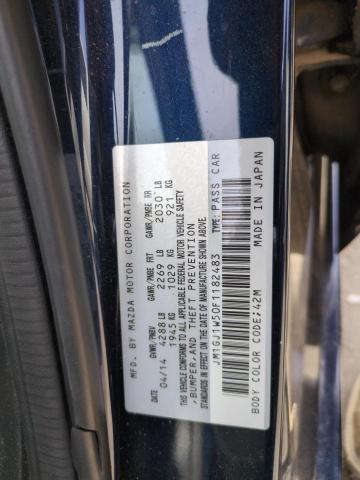 MFD. BY MAZDA MOTOR CORPORATION
GVWR/PNBV GAWR/PNBE FRT GAWR/PNBE RR
04/14 4288 LB 2269 LB 2030 LB
1945 KG 1029 KG 921 KG
THIS VEHICLE CONFORMS TO ALL APPLICABLE FEDERAL MOTOR VEHICLE SAFETY
,BUMPER,AND THEFT PREVENTION
STANDARDS IN EFFECT ON THE DATE OF MANUFACTURE SHOWN ABOVE.
JM1GJ1W50F1182483 TYPE: PASS CAR
BODY COLOR CODE:42M MADE IN JAPAN